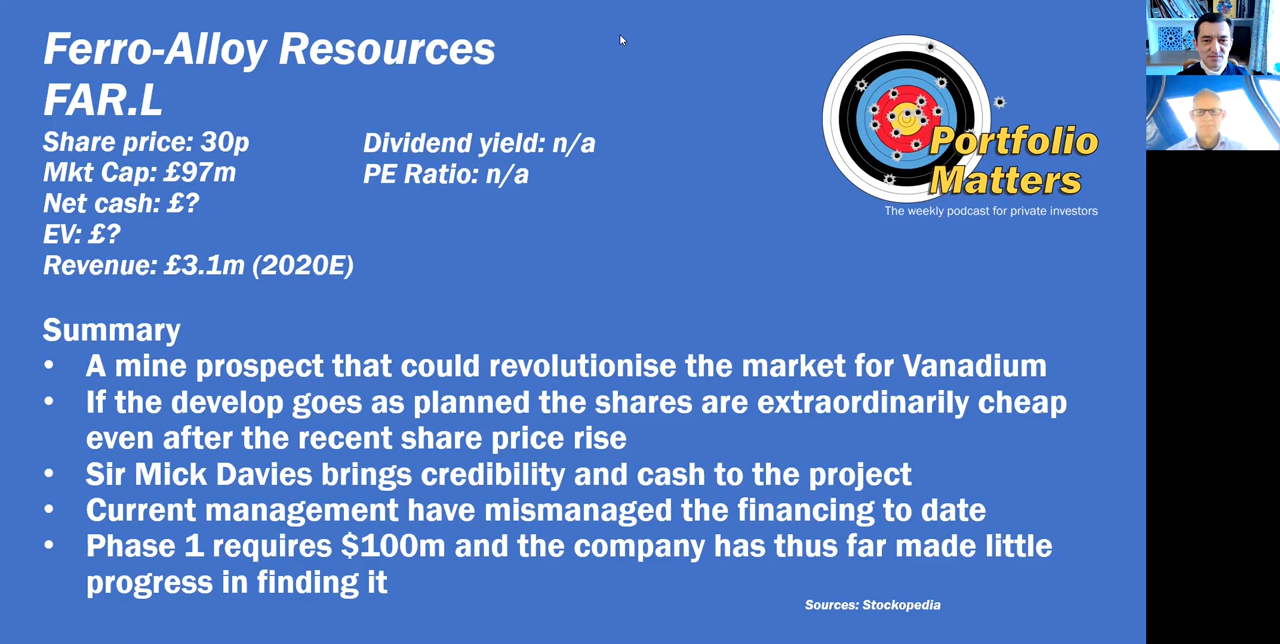 Ferro-Alloy Resources
FAR.L
Share price: 30p
Mkt Cap: £97m
Net cash: £?
EV: £?
Revenue: £3.1m (2020E)
Dividend yield: n/a
PE Ratio: n/a
Portfolio
Matters
The weekly podcast for private investors
Summary
• A mine prospect that could revolutionise the market for Vanadium
• If the develop goes as planned the shares are extraordinarily cheap
even after the recent share price rise
• Sir Mick Davies brings credibility and cash to the project
• Current management have mismanaged the financing to date
• Phase 1 requires $100m and the company has thus far made little
progress in finding it
Sources: Stockopedia